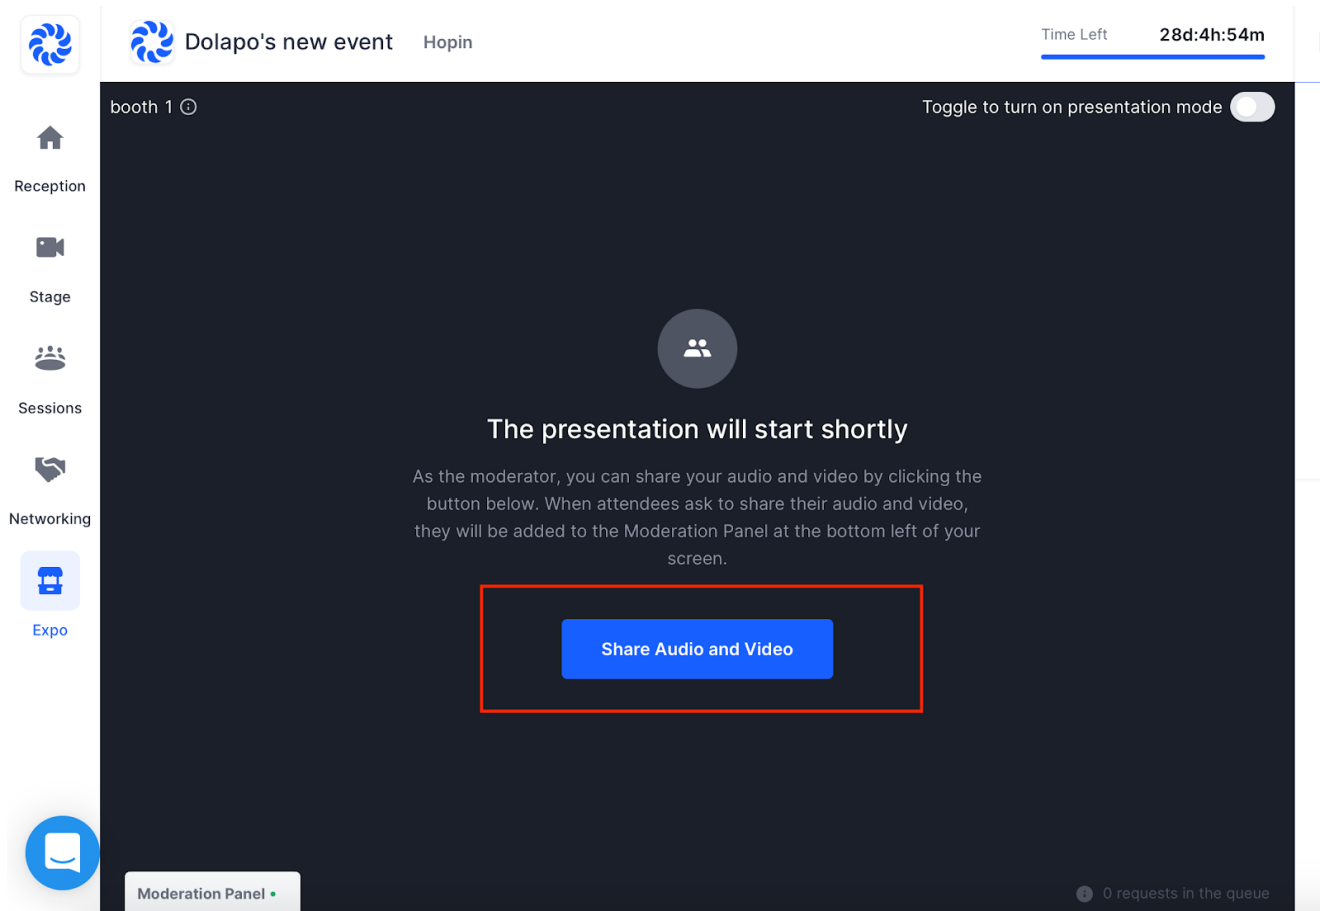 Dolapo's new event
Hopin
Time Left
28d:4h:54m
booth 1
Toggle to turn on presentation mode
Reception
Stage
Sessions
Networking
Expo
The presentation will start shortly
As the moderator, you can share your audio and video by clicking the
button below. When attendees ask to share their audio and video,
they will be added to the Moderation Panel at the bottom left of your
screen.
Share Audio and Video
Moderation Panel
0 requests in the queue